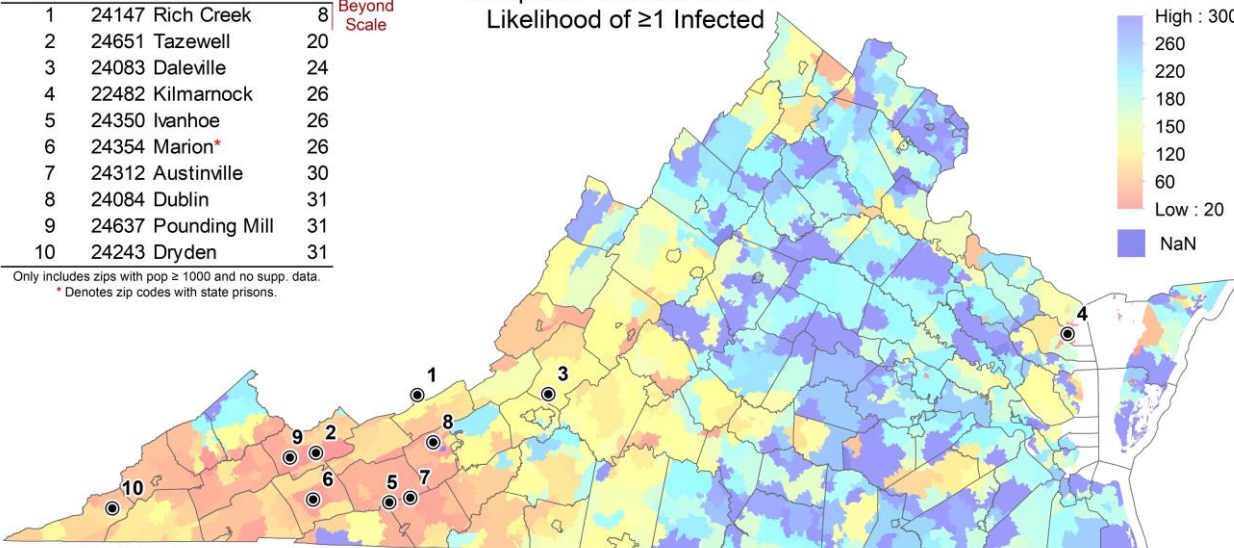 1 24147 Rich Creek 8
2 24651 Tazewell 20
3 24083 Daleville 24
4 22482 Kilmarnock 26
5 24350 Ivanhoe 26
6 24354 Marion*  26
7 24312 Austinville 30
8 24084 Dublin 31
9 24637 Pounding Mill 31
10 24243 Dryden 31
Only includes zips with pop ≥ 1000 and no supp. data.
* Denotes zip codes with state prisons.
Beyond
Scale
Likelihood of ≥1 Infected
High : 300
260
220
180
150
120
60
Low : 20
NaN
4
1
3
8
9
2
6
5
7
10